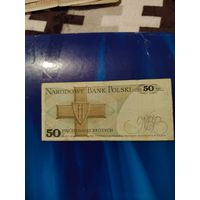 NARODOWY BANK POLSKI
50
50 PIĘĆDZIESIĄT ZŁOTYCH